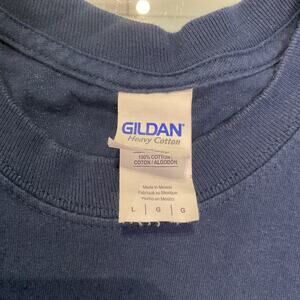 GILDAN®
Heavy Cotton
100% COTTON /
COTON / ALGODÓN
Made in Mexico
Fabriqué au Mexique
Hecho en México
L | G | G